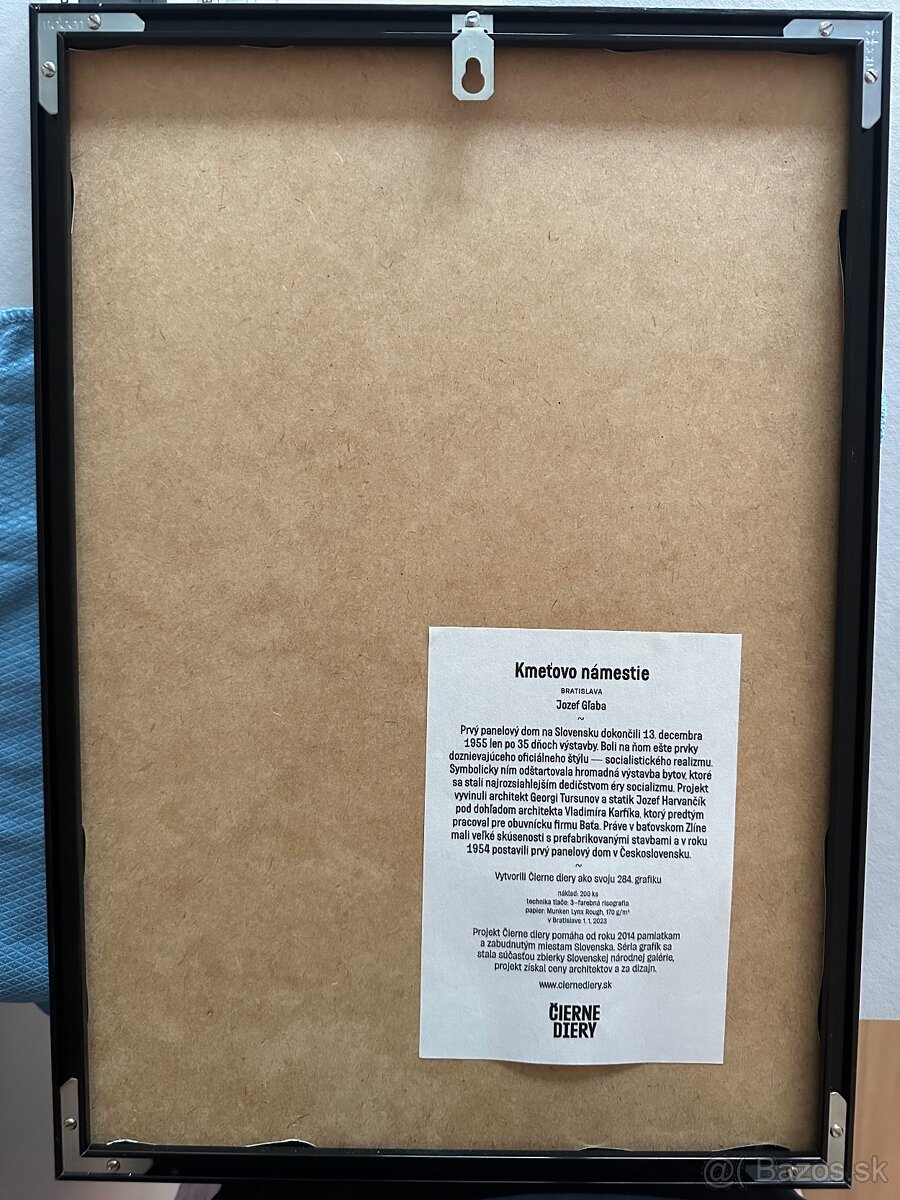 Kmeťovo námestie
BRATISLAVA
Jozef Gľaba
~
Prvý panelový dom na Slovensku dokončili 13. decembra
1955 len po 35 dňoch výstavby. Boli na ňom ešte prvky
doznievajúceho oficiálneho štýlu — socialistického realizmu.
Symbolicky ním odštartovala hromadná výstavba bytov, ktoré
sa stali najrozsiahlejším dedičstvom éry socializmu. Projekt
vyvinuli architekt Georgi Tursunov a statik Jozef Harvančík
pod dohľadom architekta Vladimíra Karfíka, ktorý predtým
pracoval pre obuvnícku firmu Baťa. Práve v baťovskom Zlíne
mali veľké skúsenosti s prefabrikovanými stavbami a v roku
1954 postavili prvý panelový dom v Československu.
~
Vytvorili Čierne diery ako svoju 284. grafiku
náklad: 200 ks
technika tlače: 3-farebná risografia
papier: Munken Lynx Rough, 170 g/m²
v Bratislave 1. 1. 2023
Projekt Čierne diery pomáha od roku 2014 pamiatkam
a zabudnutým miestam Slovenska. Séria grafík sa
stala súčasťou zbierky Slovenskej národnej galérie,
projekt získal ceny architektov a za dizajn.
www.ciernediery.sk
ČIERNE
DIERY
@( Bazos.sk